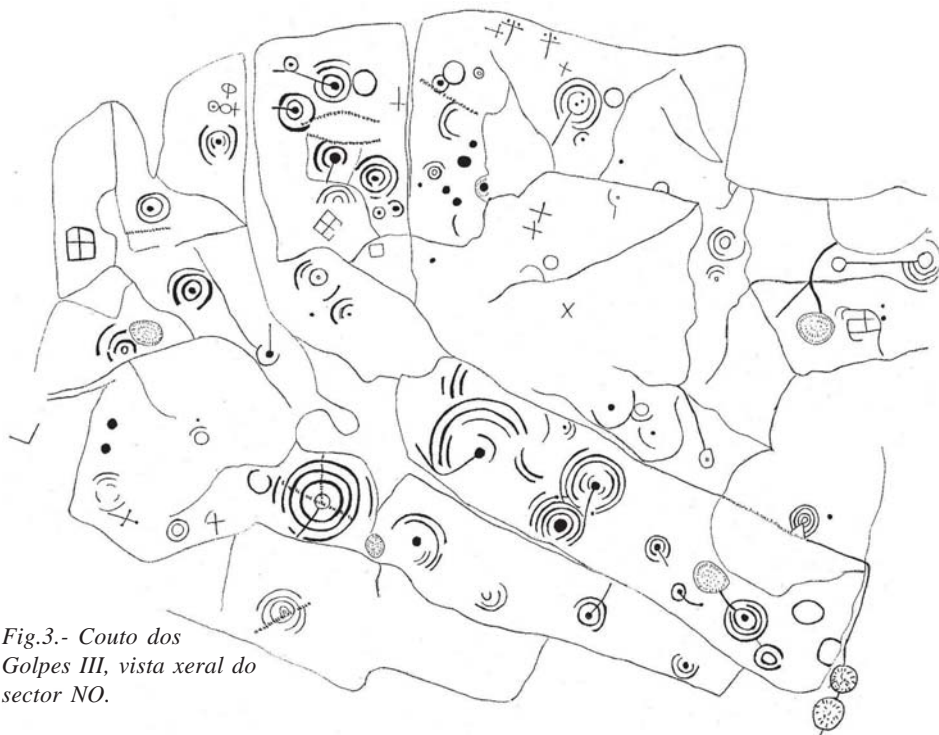 Fig.3.- Couto dos
Golpes III, vista xeral do
sector NO.